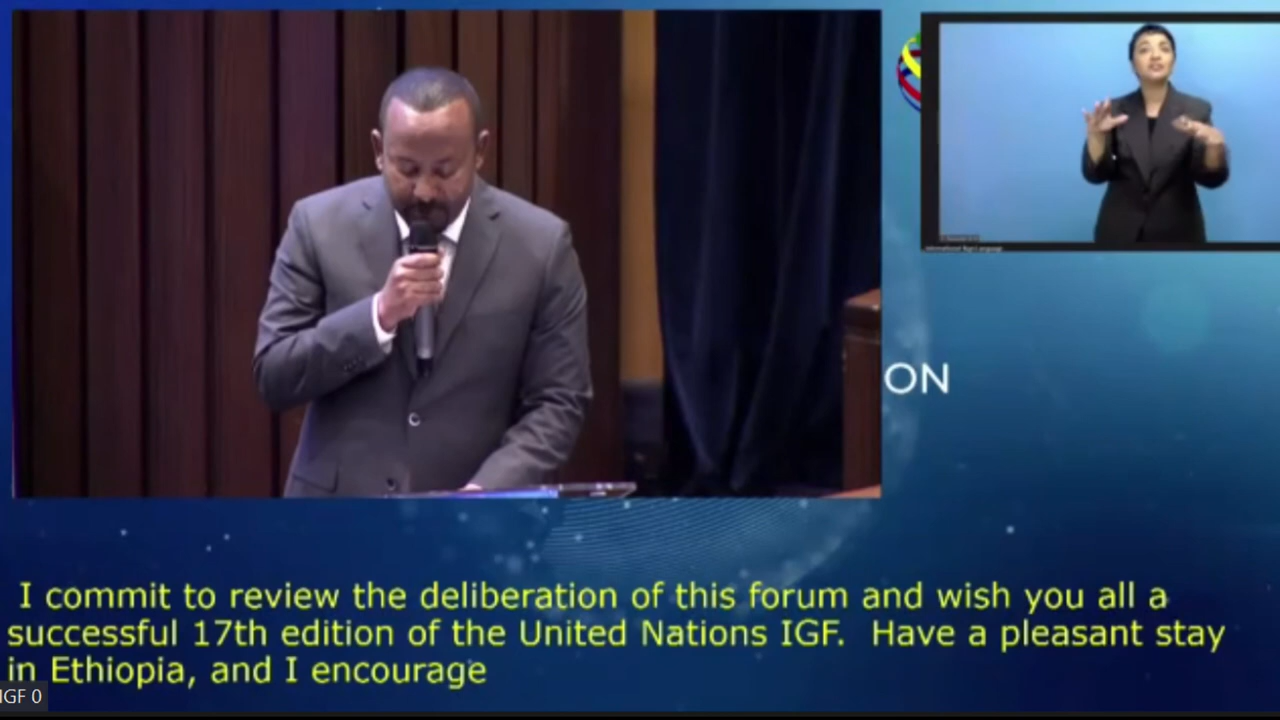 ON
I commit to review the deliberation of this forum and wish you all a
successful 17th edition of the United Nations IGF.  Have a pleasant stay
in Ethiopia, and I encourage
IGF 0